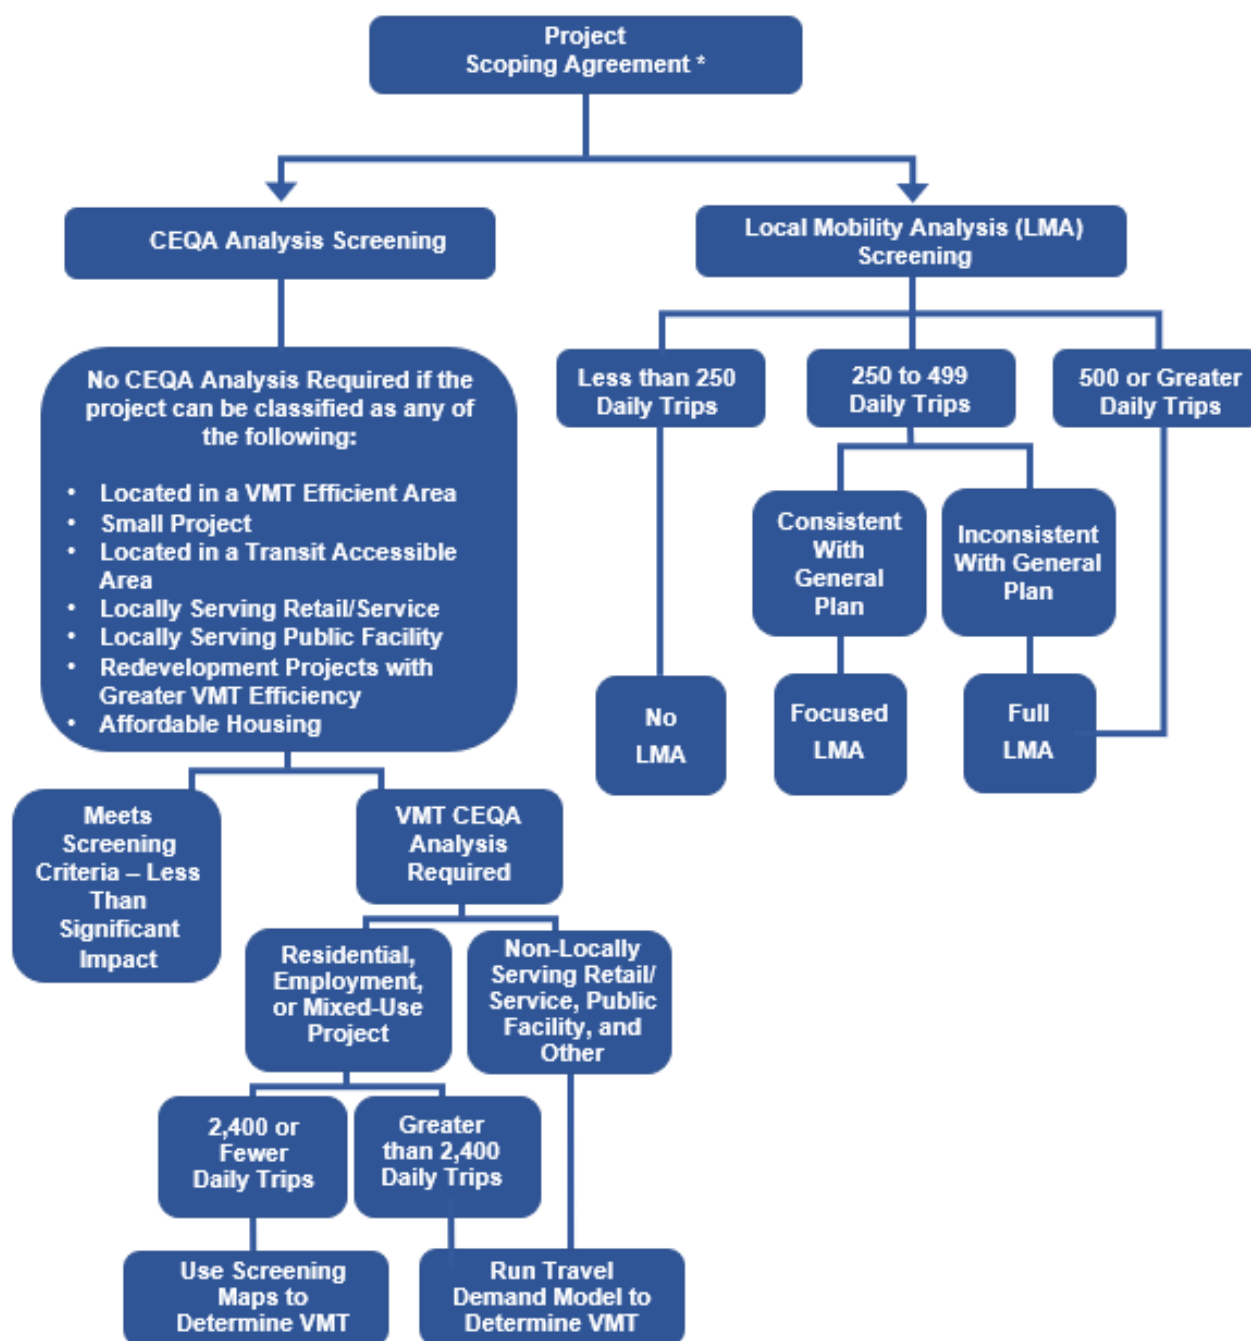 Project
Scoping Agreement *
CEQA Analysis Screening
Local Mobility Analysis (LMA)
Screening
No CEQA Analysis Required if the
project can be classified as any of
the following:
• Located in a VMT Efficient Area
• Small Project
• Located in a Transit Accessible
Area
• Locally Serving Retail/Service
• Locally Serving Public Facility
• Redevelopment Projects with
Greater VMT Efficiency
• Affordable Housing
Less than 250
Daily Trips
250 to 499
Daily Trips
500 or Greater
Daily Trips
Consistent
With
General
Plan
Inconsistent
With General
Plan
No
LMA
Focused
LMA
Full
LMA
Meets
Screening
Criteria – Less
Than
Significant
Impact
VMT CEQA
Analysis
Required
Residential,
Employment,
or Mixed-Use
Project
Non-Locally
Serving Retail/
Service, Public
Facility, and
Other
2,400 or
Fewer
Daily Trips
Greater
than 2,400
Daily Trips
Use Screening
Maps to
Determine VMT
Run Travel
Demand Model to
Determine VMT